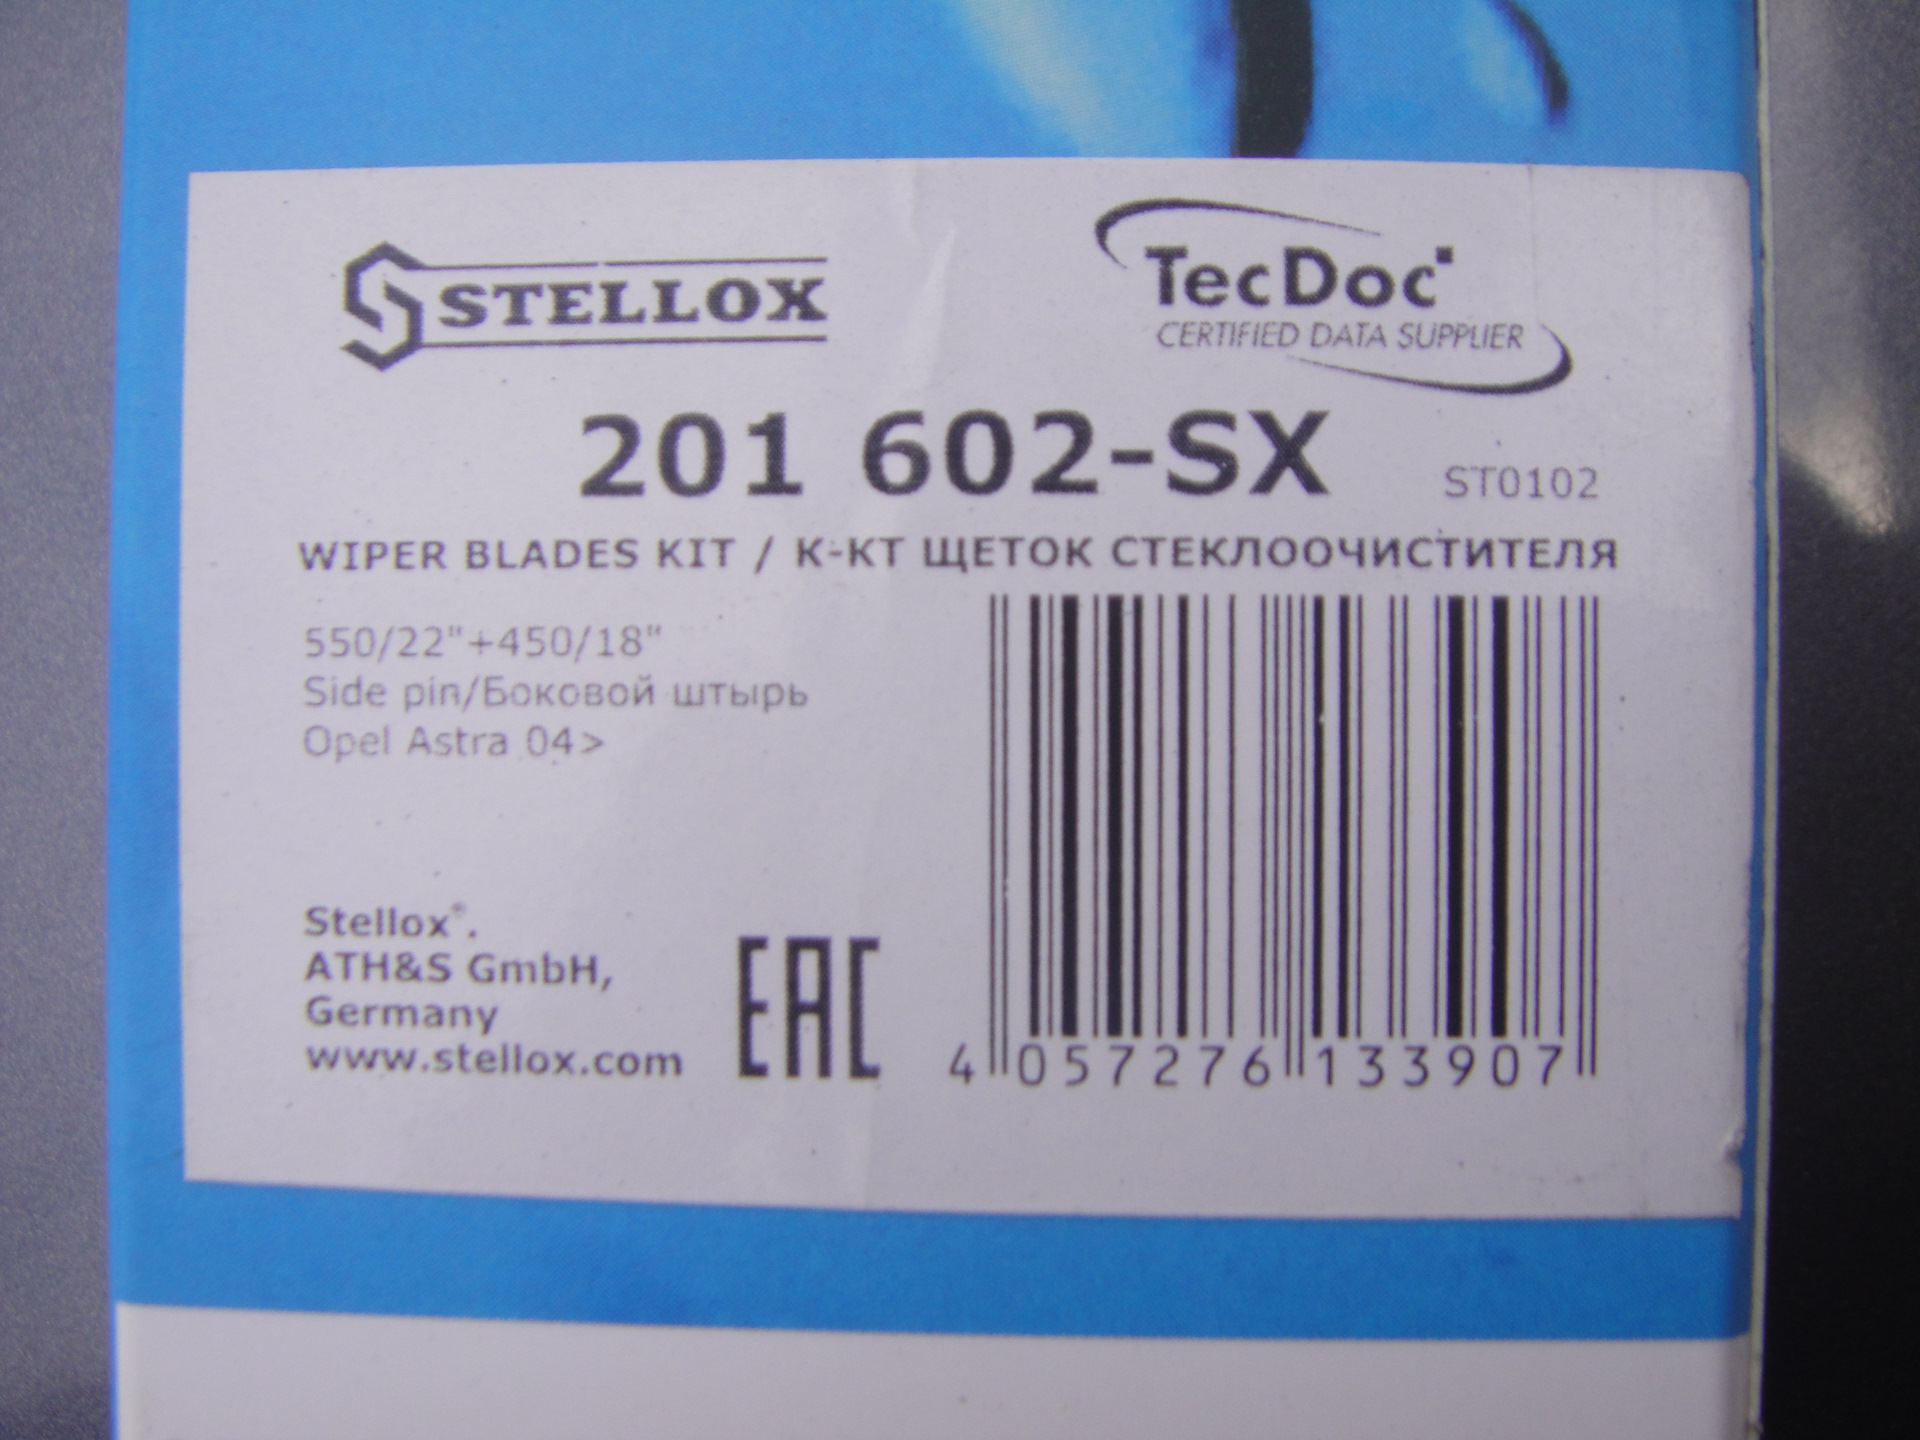 STELLOX
TecDoc
CERTIFIED DATA SUPPLIER
201 602-SX
ST0102
WIPER BLADES KIT / К-КТ ЩЕТОК СТЕКЛООЧИСТИТЕЛЯ
550/22"+450/18"
Side pin/Боковой штырь
Opel Astra 04>
Stellox®.
ATH&S GmbH,
Germany
www.stellox.com
EAC
4 057276 133907